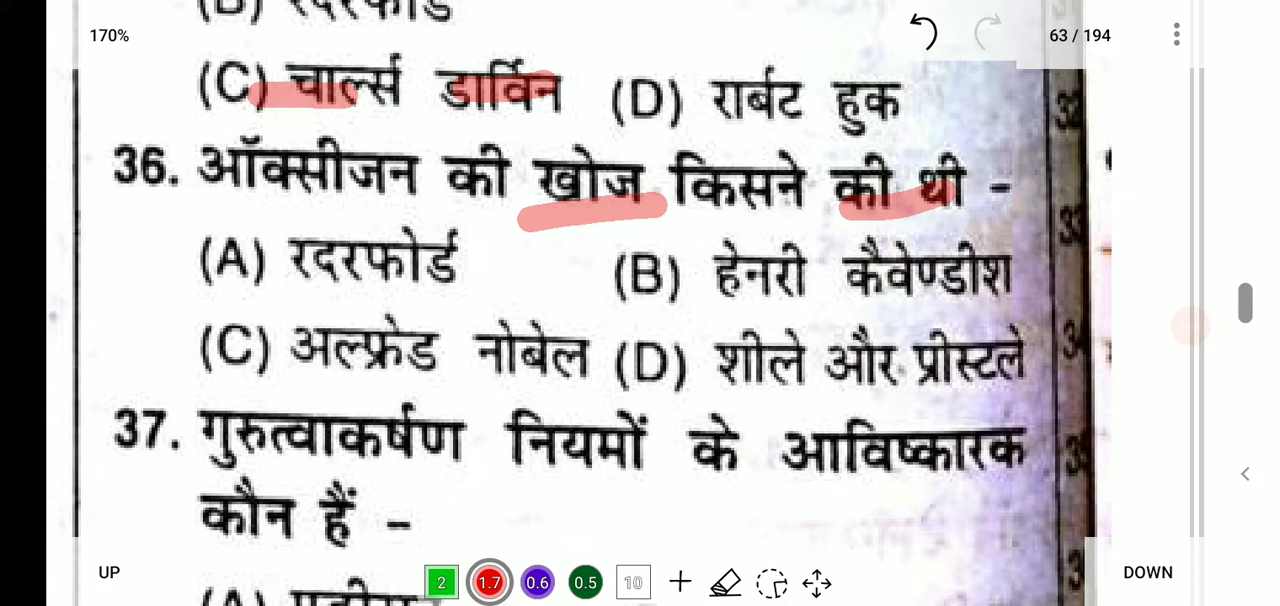 170%
63 / 194
(B) रदरफोर्ड
(C) चार्ल्स डार्विन (D) रार्बट हुक
36. ऑक्सीजन की खोज किसने की थी -
(A) रदरफोर्ड (B) हेनरी कैवेण्डीश
(C) अल्फ्रेड नोबेल (D) शीले और प्रीस्टले
37. गुरुत्वाकर्षण नियमों के आविष्कारक
कौन हैं -
(A)
UP
2 1.7 0.6 0.5 10
DOWN